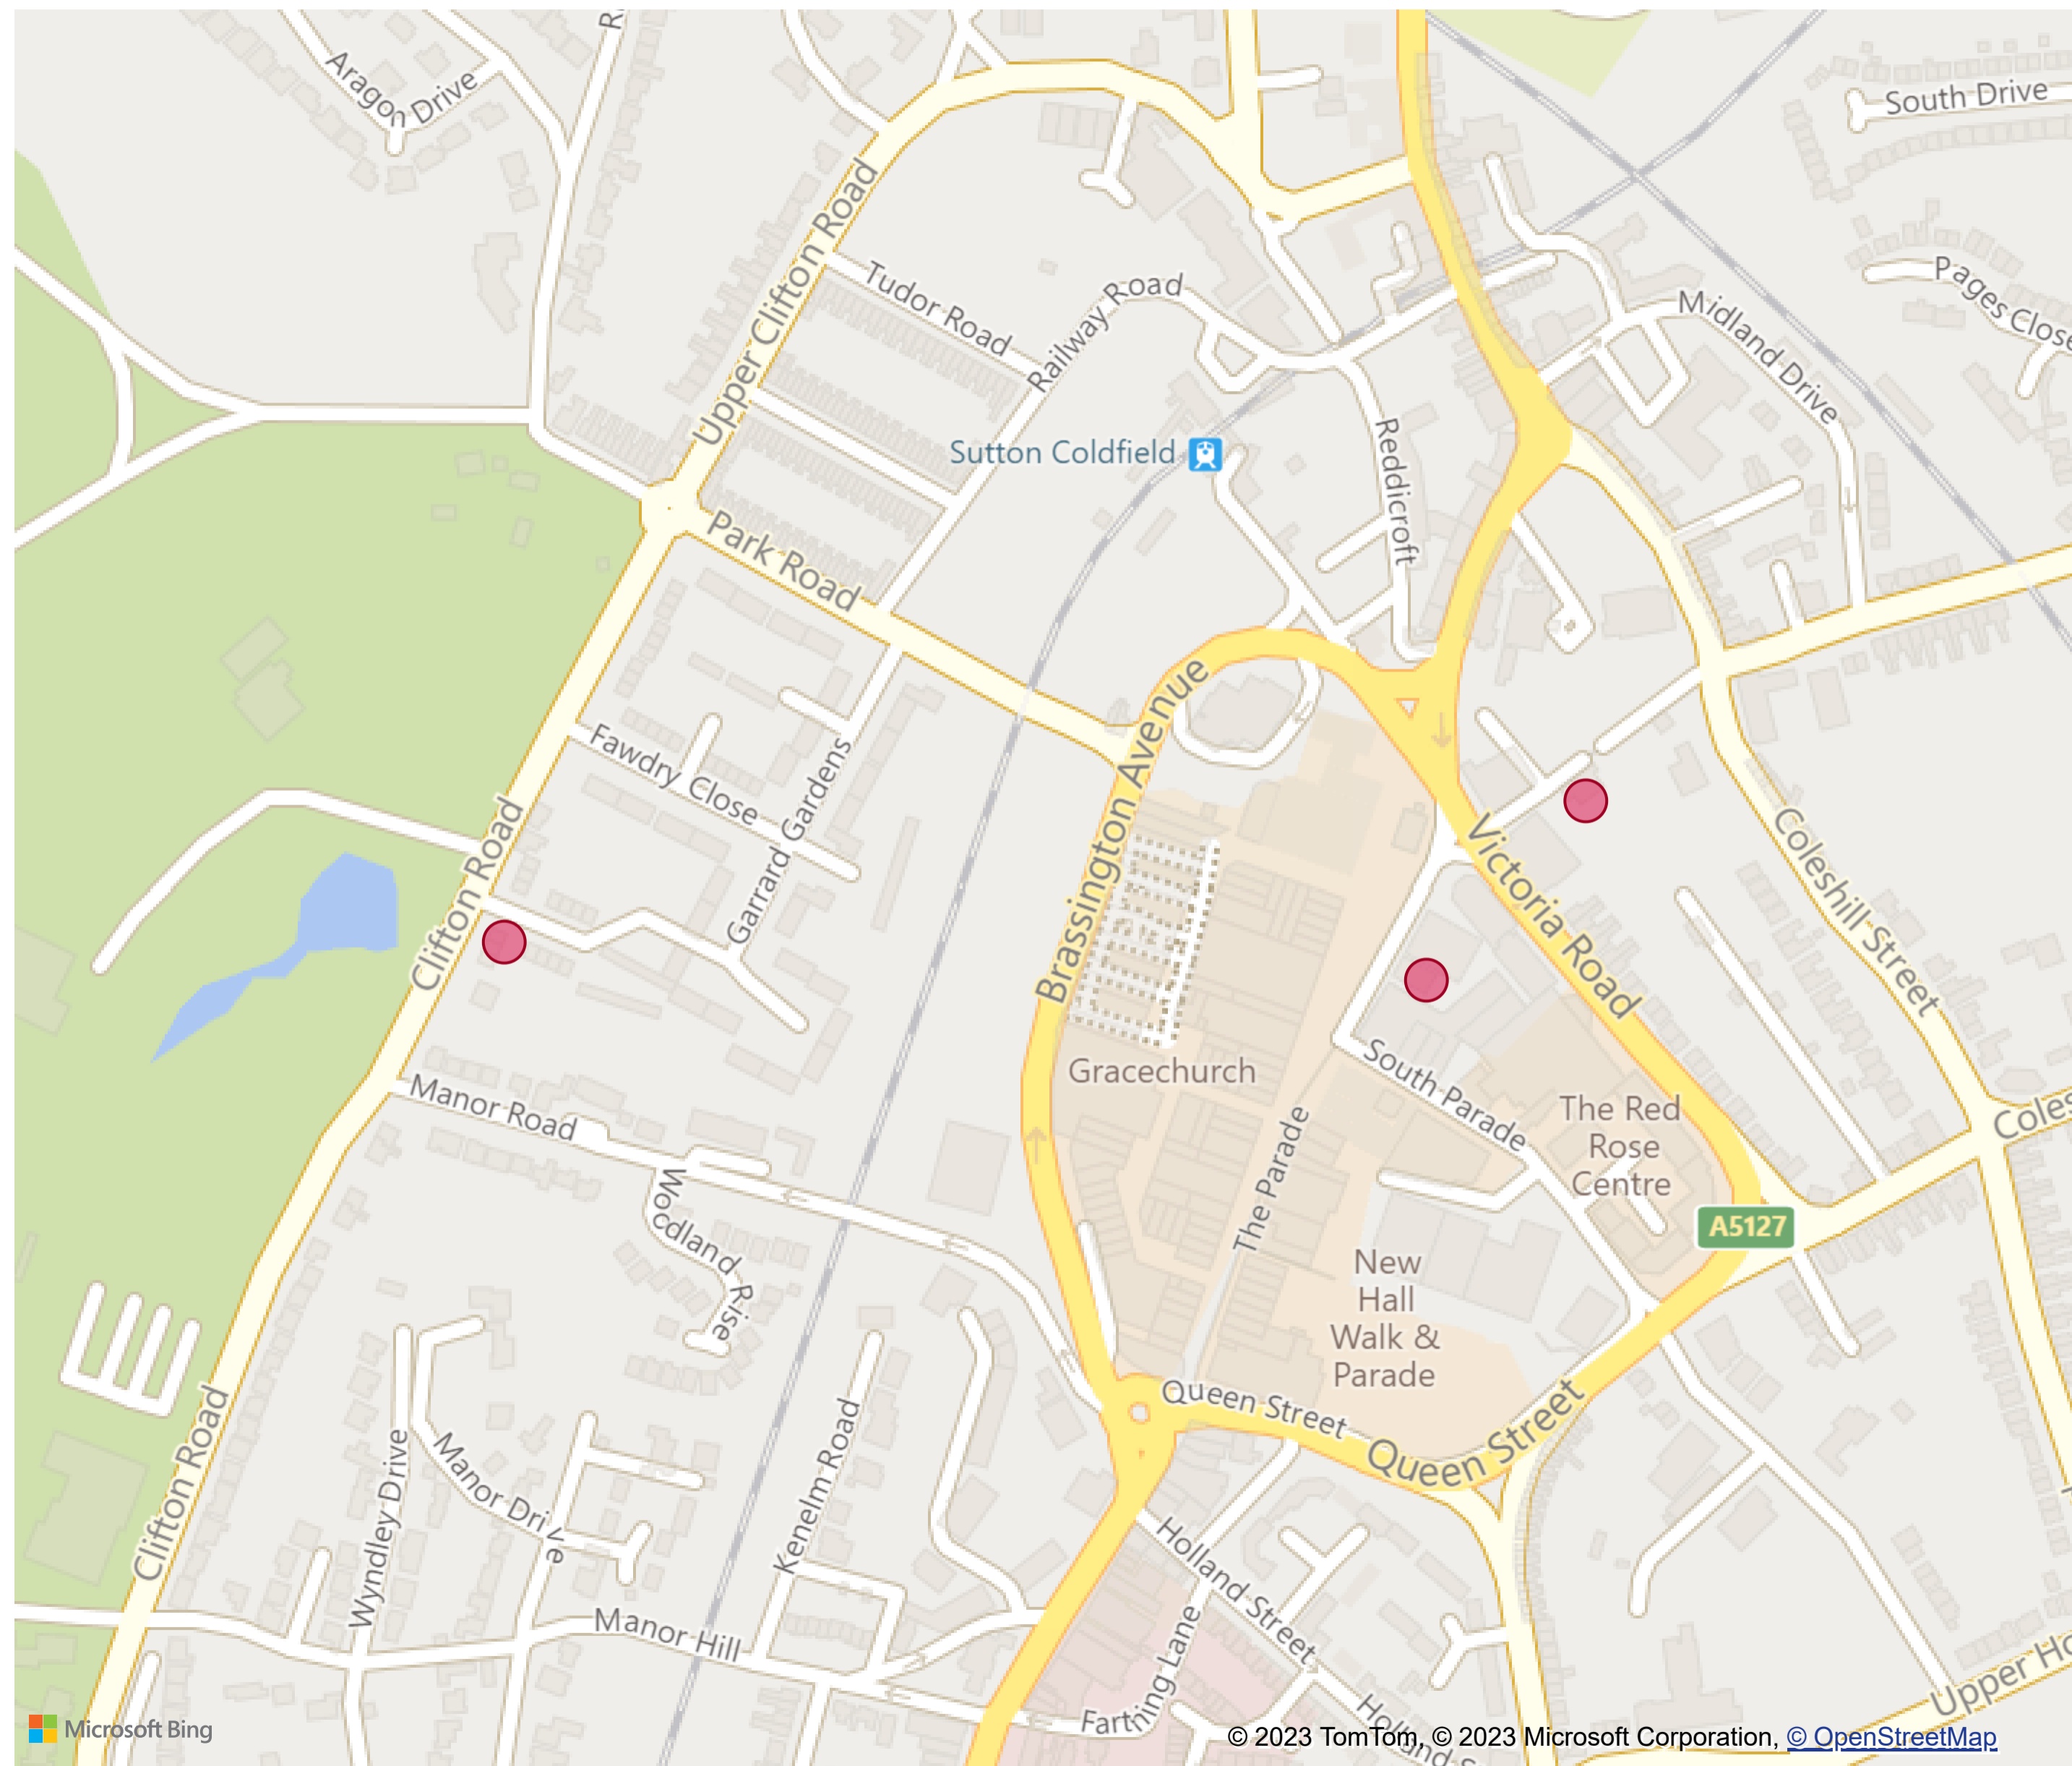 Aragon Drive
South Drive
Pages Close
Upper Clifton Road
Tudor Road
Railway Road
Midland Drive
Sutton Coldfield
Reddicroft
Park Road
Brassington Avenue
Fawdry Close
Garrard Gardens
Clifton Road
Victoria Road
Coleshill Street
Gracechurch
South Parade
Manor Road
The Red
Rose
Centre
The Parade
A5127
Woodland Rise
New
Hall
Walk &
Parade
Queen Street
Queen Street
Clifton Road
Wyndley Drive
Manor Drive
Kenelm Road
Holland Street
Manor Hill
Farthing Lane
Microsoft Bing
© 2023 TomTom, © 2023 Microsoft Corporation, © OpenStreetMap